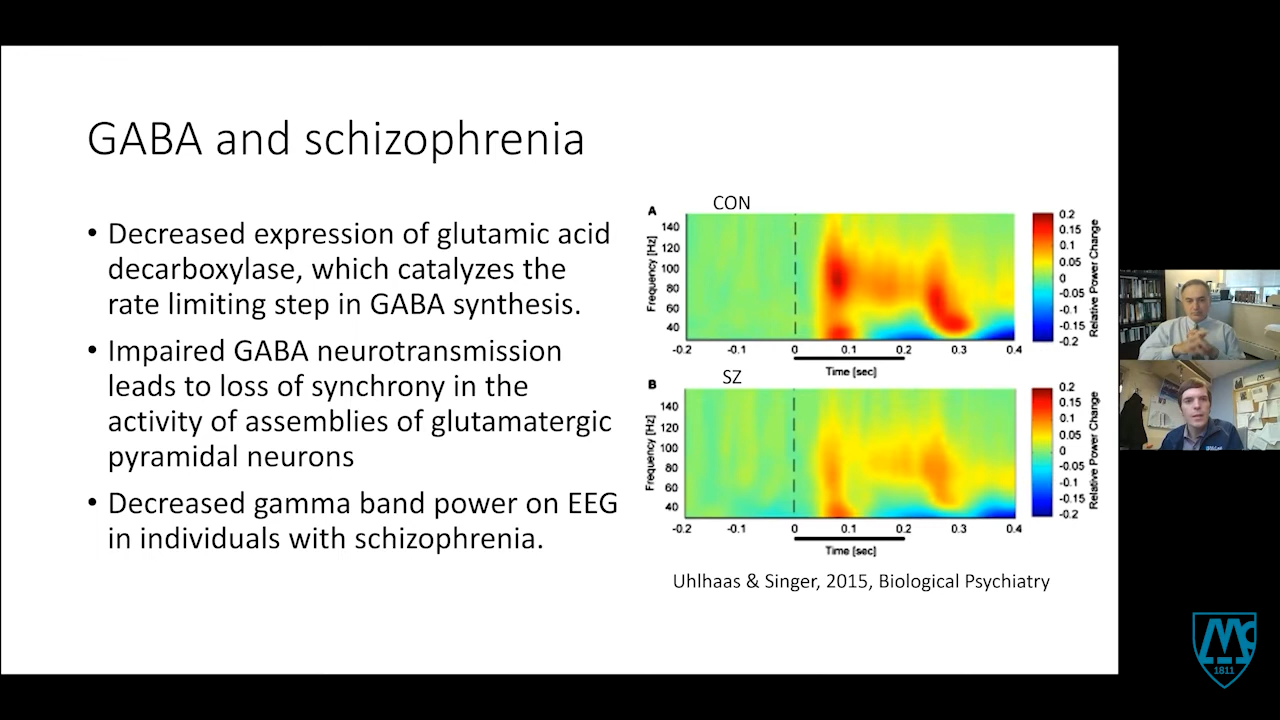 GABA and schizophrenia
• Decreased expression of glutamic acid
decarboxylase, which catalyzes the
rate limiting step in GABA synthesis.
• Impaired GABA neurotransmission
leads to loss of synchrony in the
activity of assemblies of glutamatergic
pyramidal neurons
• Decreased gamma band power on EEG
in individuals with schizophrenia.
A
CON
Frequency [Hz]
140
120
100
80
60
40
-0.2 -0.1 0 0.1 0.2 0.3 0.4
Time [sec]
0.2
0.15
0.1
0.05
0
-0.05
-0.1
-0.15
-0.2
Relative Power Change
B
SZ
Frequency [Hz]
140
120
100
80
60
40
-0.2 -0.1 0 0.1 0.2 0.3 0.4
Time [sec]
0.2
0.15
0.1
0.05
0
-0.05
-0.1
-0.15
-0.2
Relative Power Change
Uhlhaas & Singer, 2015, Biological Psychiatry
1811